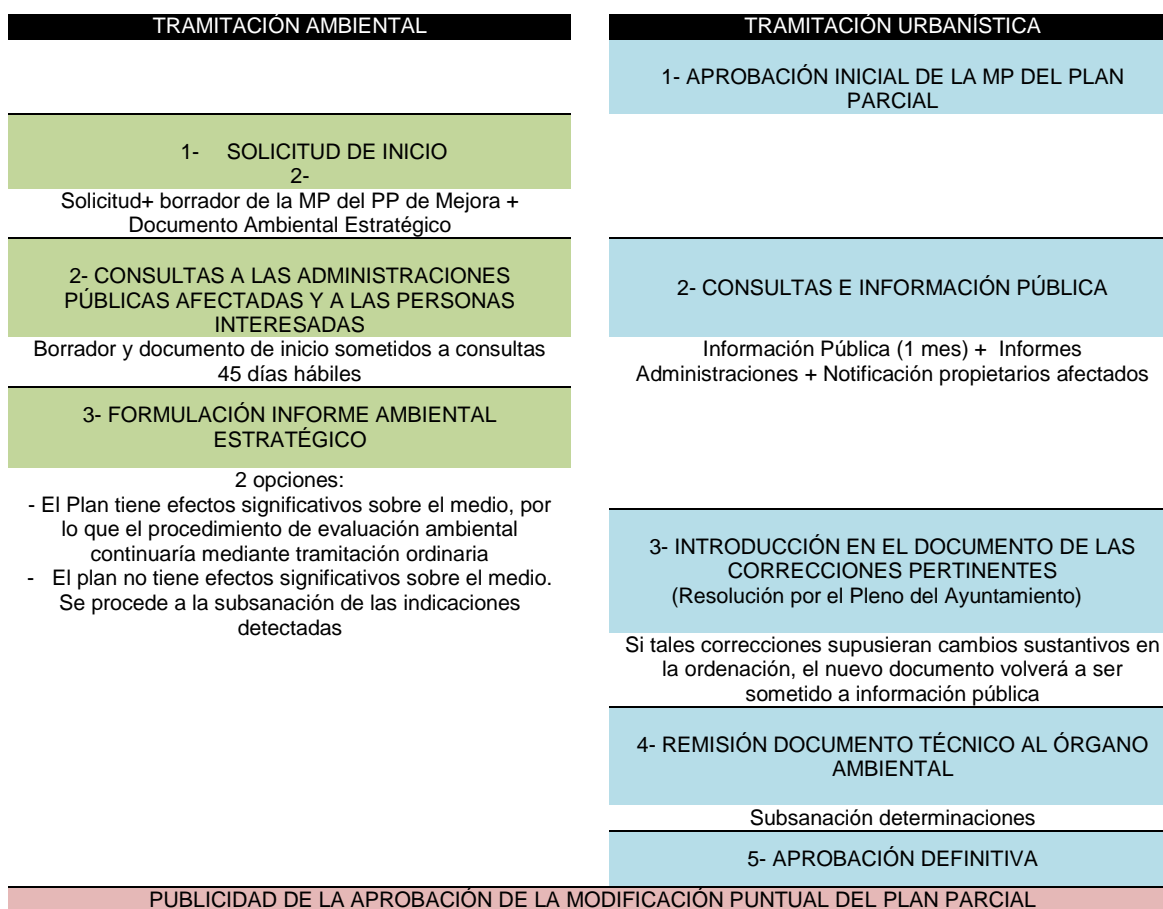 TRAMITACIÓN AMBIENTAL
1- SOLICITUD DE INICIO
2-
Solicitud+ borrador de la MP del PP de Mejora +
Documento Ambiental Estratégico
2- CONSULTAS A LAS ADMINISTRACIONES
PÚBLICAS AFECTADAS Y A LAS PERSONAS
INTERESADAS
Borrador y documento de inicio sometidos a consultas
45 días hábiles
3- FORMULACIÓN INFORME AMBIENTAL
ESTRATÉGICO
2 opciones:
- El Plan tiene efectos significativos sobre el medio, por
lo que el procedimiento de evaluación ambiental
continuaría mediante tramitación ordinaria
- El plan no tiene efectos significativos sobre el medio.
Se procede a la subsanación de las indicaciones
detectadas
TRAMITACIÓN URBANÍSTICA
1- APROBACIÓN INICIAL DE LA MP DEL PLAN
PARCIAL
2- CONSULTAS E INFORMACIÓN PÚBLICA
Información Pública (1 mes) + Informes
Administraciones + Notificación propietarios afectados
3- INTRODUCCIÓN EN EL DOCUMENTO DE LAS
CORRECCIONES PERTINENTES
(Resolución por el Pleno del Ayuntamiento)
Si tales correcciones supusieran cambios sustantivos en
la ordenación, el nuevo documento volverá a ser
sometido a información pública
4- REMISIÓN DOCUMENTO TÉCNICO AL ÓRGANO
AMBIENTAL
Subsanación determinaciones
5- APROBACIÓN DEFINITIVA
PUBLICIDAD DE LA APROBACIÓN DE LA MODIFICACIÓN PUNTUAL DEL PLAN PARCIAL